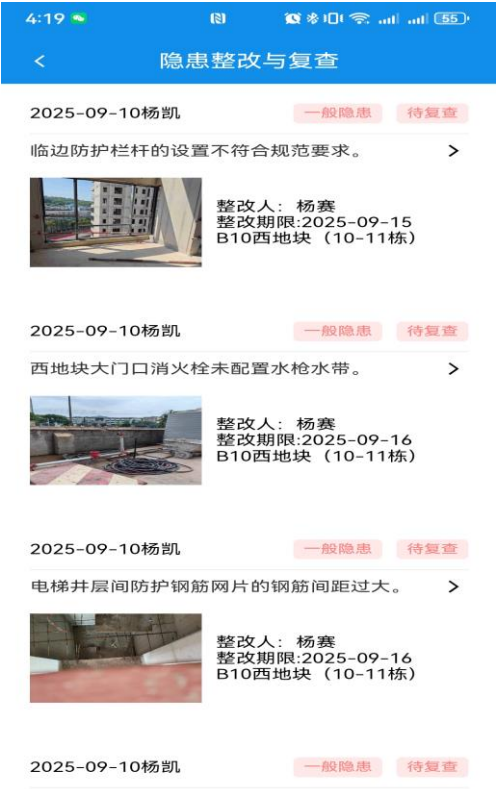 4:19 55
隐患整改与复查
2025-09-10杨凯 一般隐患 待复查
临边防护栏杆的设置不符合规范要求。
整改人：杨赛
整改期限:2025-09-15
B10西地块（10-11栋）
2025-09-10杨凯 一般隐患 待复查
西地块大门口消火栓未配置水枪水带。
整改人：杨赛
整改期限:2025-09-16
B10西地块（10-11栋）
2025-09-10杨凯 一般隐患 待复查
电梯井层间防护钢筋网片的钢筋间距过大。
整改人：杨赛
整改期限:2025-09-16
B10西地块（10-11栋）
2025-09-10杨凯 一般隐患 待复查